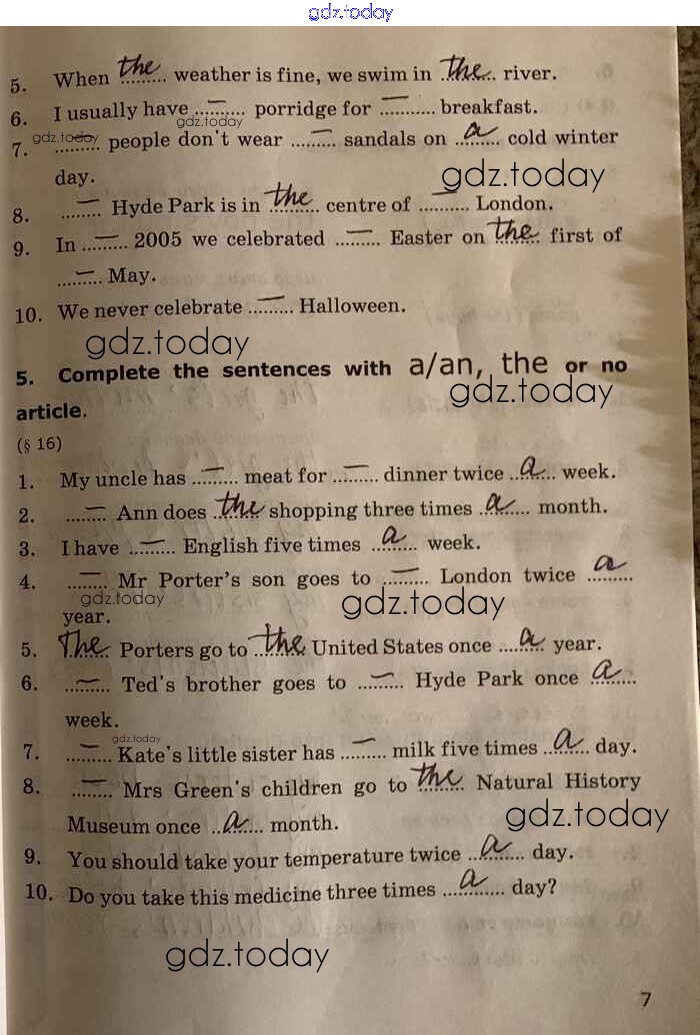 gdz.today
5. When the weather is fine, we swim in the river.
6. I usually have — porridge for — breakfast.
gdz.today
7. — people don't wear — sandals on a cold winter
gdz.today
day.
gdz.today
8. — Hyde Park is in the centre of — London.
9. In — 2005 we celebrated — Easter on the first of
— May.
10. We never celebrate — Halloween.
gdz.today
5. Complete the sentences with a/an, the or no
gdz.today
article.
(§ 16)
1. My uncle has — meat for — dinner twice a week.
2. — Ann does the shopping three times a month.
3. I have — English five times a week.
4. — Mr Porter's son goes to — London twice a
gdz.today
gdz.today
year.
5. The Porters go to the United States once a year.
6. — Ted's brother goes to — Hyde Park once a
week.
gdz.today
7. — Kate's little sister has — milk five times a day.
8. — Mrs Green's children go to the Natural History
gdz.today
Museum once a month.
9. You should take your temperature twice a day.
10. Do you take this medicine three times a day?
gdz.today
7